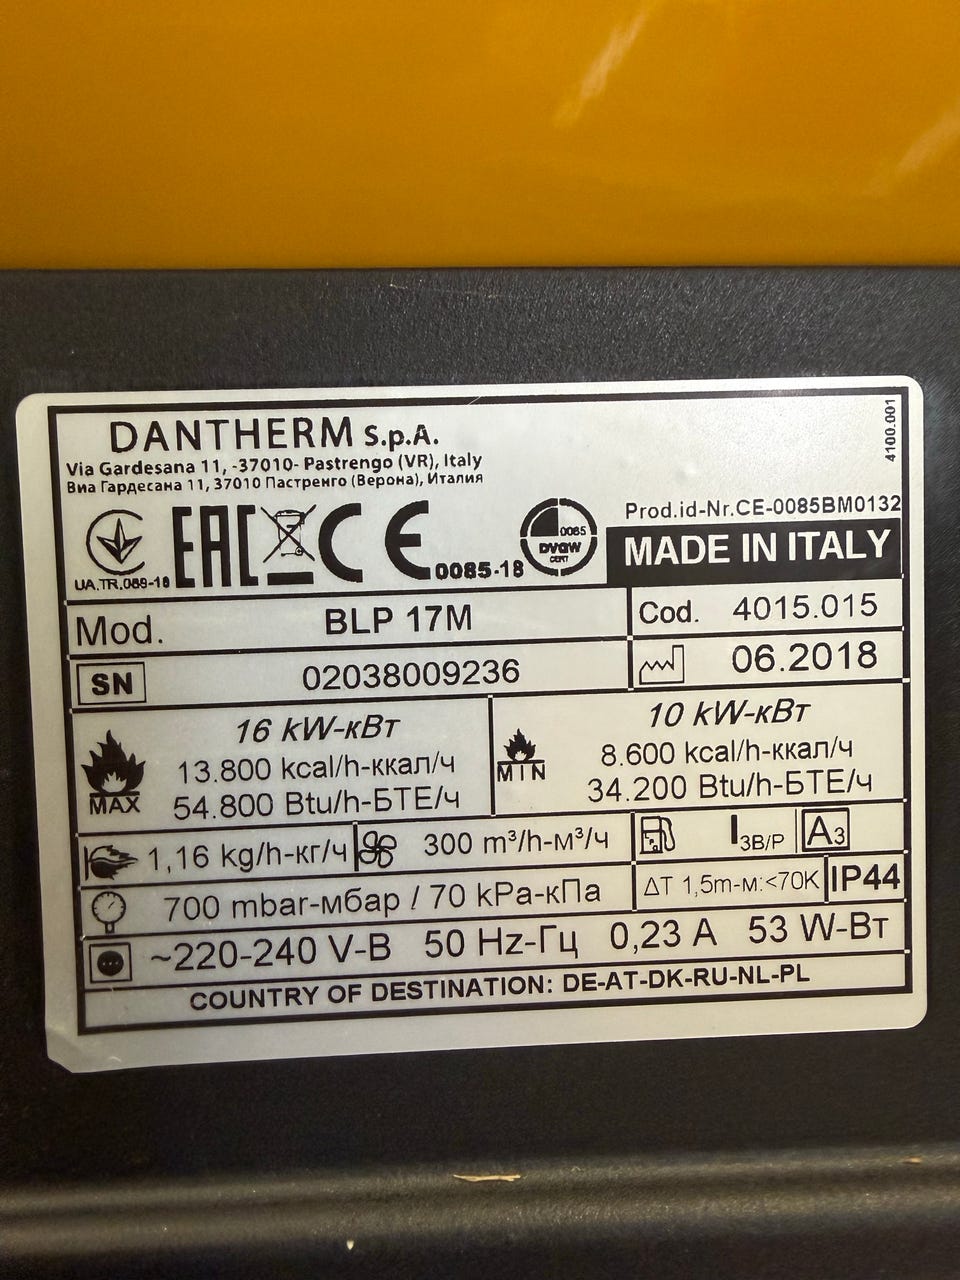 DANTHERM S.p.A.
Via Gardesana 11, -37010- Pastrengo (VR), Italy
Виа Гардесана 11, 37010 Пастренго (Верона), Италия
4100.001
UA.TR.089-18
EAC
CE
0085-18
0085
DVGW
CERT
Prod.id-Nr.CE-0085BM0132
MADE IN ITALY
Mod. BLP 17M
Cod. 4015.015
SN 02038009236
06.2018
MAX
16 kW-кВт
13.800 kcal/h-ккал/ч
54.800 Btu/h-БТЕ/ч
MIN
10 kW-кВт
8.600 kcal/h-ккал/ч
34.200 Btu/h-БТЕ/ч
1,16 kg/h-кг/ч 300 m³/h-м³/ч I3B/P A3
700 mbar-мбар / 70 kPa-кПа ΔT 1,5m-м:<70K IP44
~220-240 V-В 50 Hz-Гц 0,23 A 53 W-Вт
COUNTRY OF DESTINATION: DE-AT-DK-RU-NL-PL